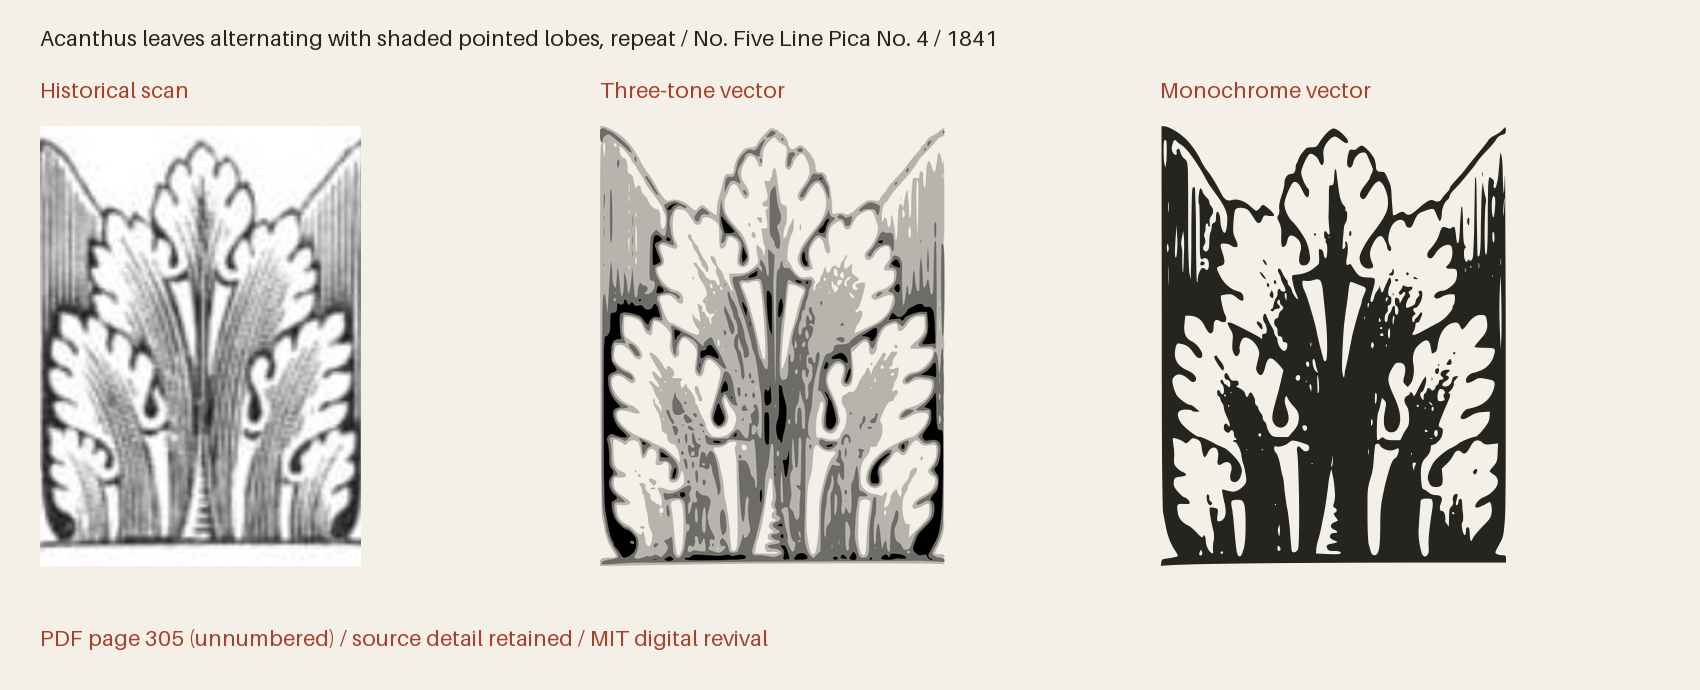 Acanthus leaves alternating with shaded pointed lobes, repeat / No. Five Line Pica No. 4 / 1841
Historical scan
Three-tone vector
Monochrome vector
PDF page 305 (unnumbered) / source detail retained / MIT digital revival